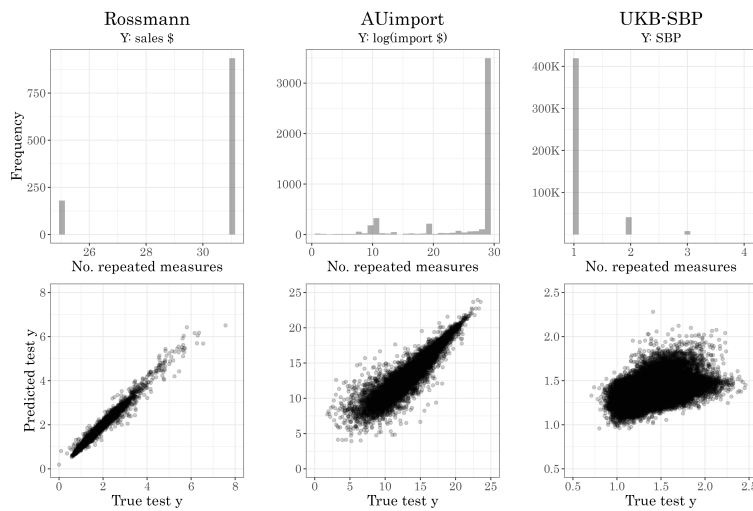 Rossmann AUimport UKB-SBP
Y: sales $ Y: log(import $) Y: SBP
Frequency
750
500
250
0
26 28 30
No. repeated measures
3000
2000
1000
0
0 10 20 30
No. repeated measures
400K
300K
200K
100K
1 2 3 4
No. repeated measures
Predicted test y
8
6
4
2
0
0 2 4 6 8
True test y
25
20
15
10
5
0
0 5 10 15 20 25
True test y
2.5
2.0
1.5
1.0
0.5
0.5 1.0 1.5 2.0 2.5
True test y